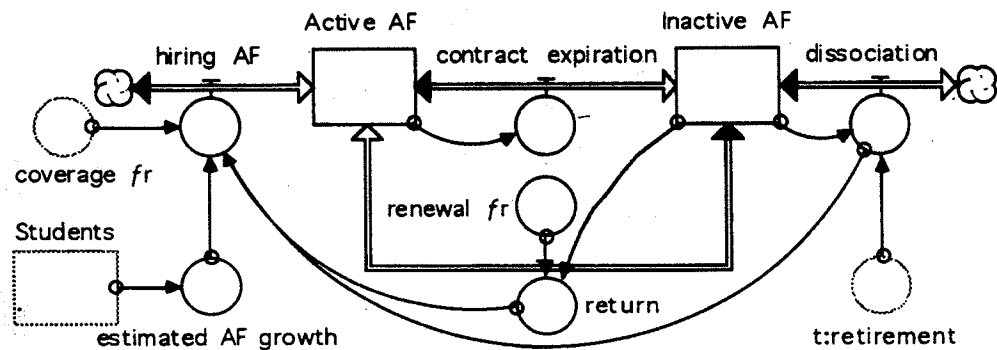 Active AF
Inactive AF
hiring AF
contract expiration
dissociation
coverage fr
renewal fr
Students
return
estimated AF growth
t:retirement